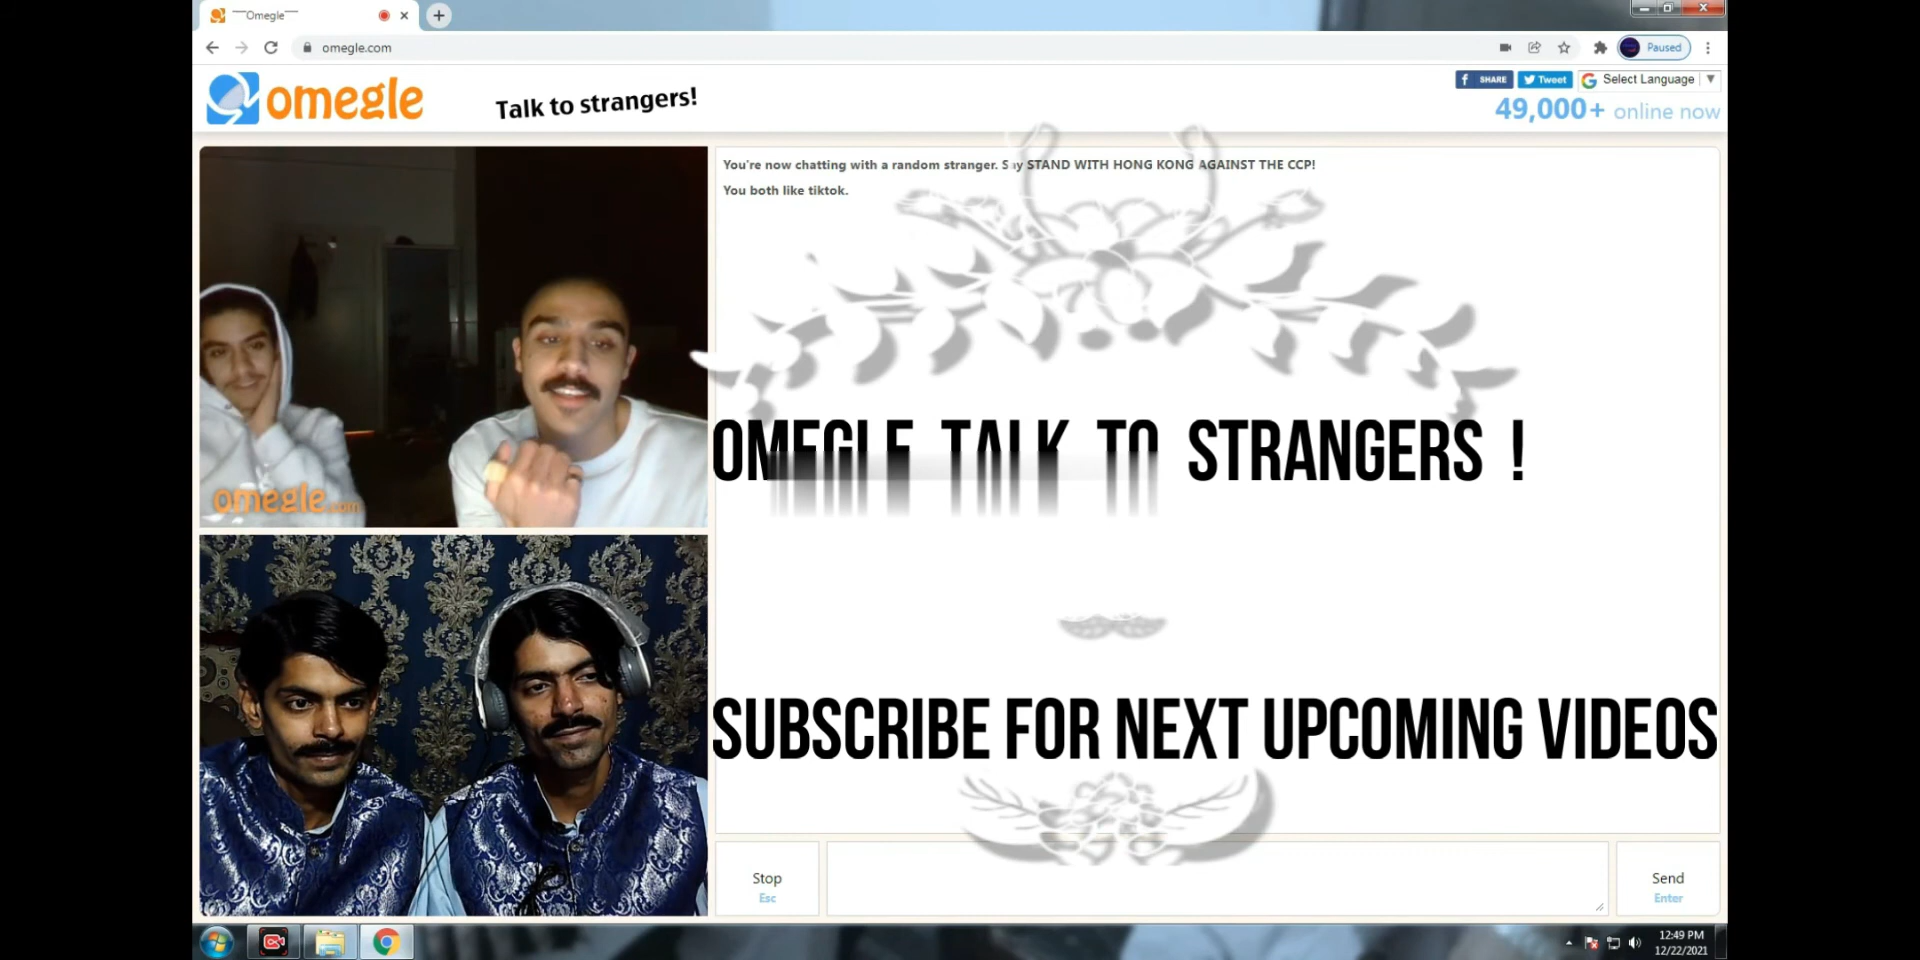 Omegle
omegle.com
Paused
omegle
Talk to strangers!
SHARE
Tweet
Select Language
49,000+ online now
You're now chatting with a random stranger. Say STAND WITH HONG KONG AGAINST THE CCP!
You both like tiktok.
omegle.com
OMEGLE TALK TO STRANGERS !
SUBSCRIBE FOR NEXT UPCOMING VIDEOS
Stop
Esc
Send
Enter
12:49 PM
12/22/2021